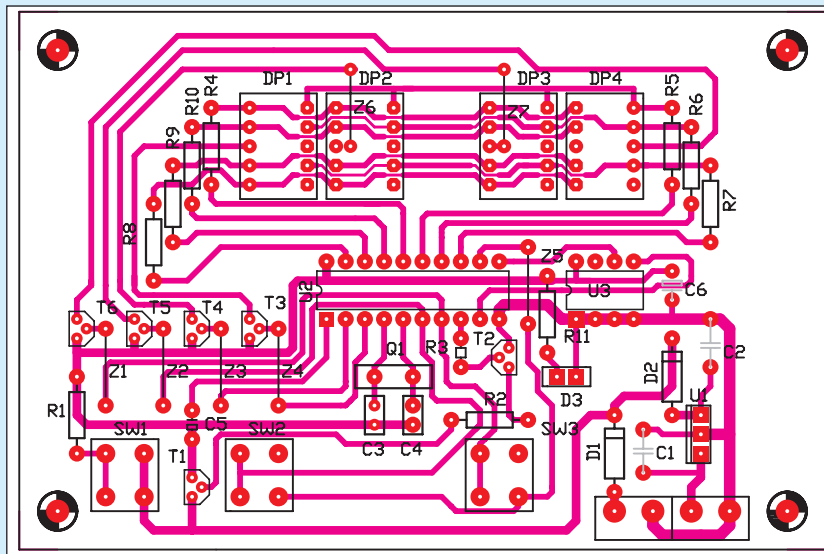 DP1 DP2 DP3 DP4
R4 R5
R10 R6
R9 Z6 Z7
R8 R7
Z5
U2 U3 C6
T6 T5 T4 T3
R3 T2 R11
Q1 C2
Z1 Z2 Z3 Z4 D2
D3
R1 C5 R2 U1
SW1 SW2 C3 C4 SW3
T1 D1 C1